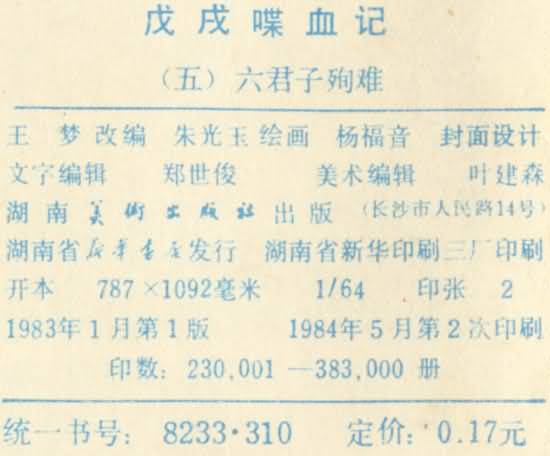 戊戌喋血记
（五）六君子殉难
王 梦 改编 朱光玉 绘画 杨福音 封面设计
文字编辑 郑世俊 美术编辑 叶建森
湖南美術出版社出版（长沙市人民路14号）
湖南省新华書店发行 湖南省新华印刷三厂印刷
开本 787×1092毫米 1/64 印张 2
1983年1月第1版 1984年5月第2次印刷
印数：230,001—383,000 册
统一书号：8233·310 定价：0.17元